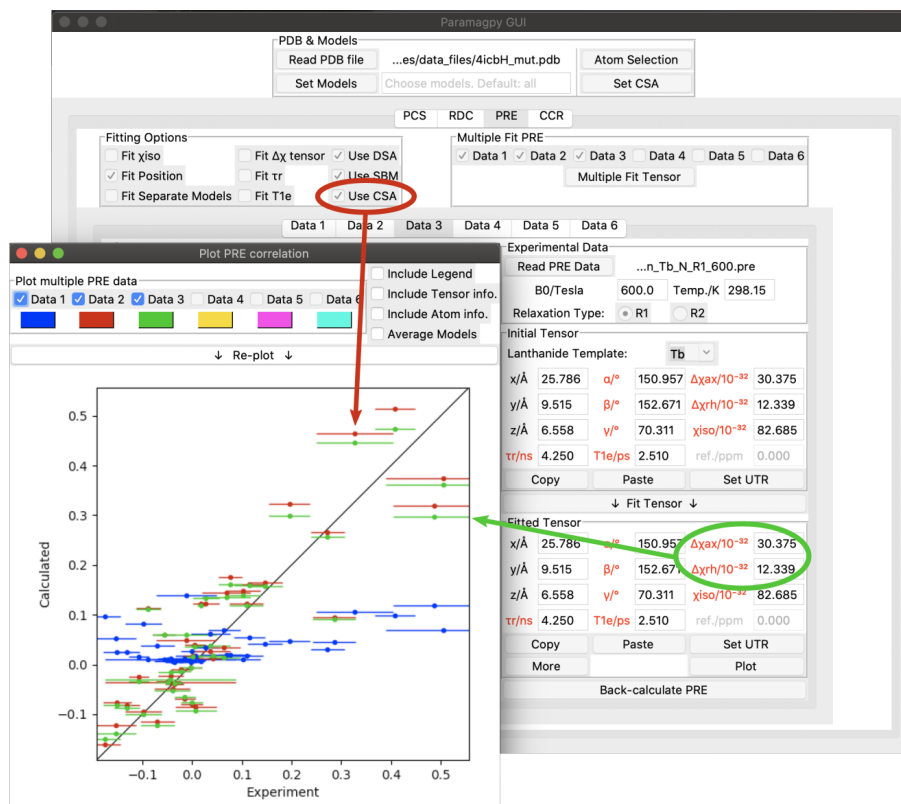 Paramagpy GUI
PDB & Models
Read PDB file ...es/data_files/4icbH_mut.pdb Atom Selection
Set Models Choose models. Default: all Set CSA
PCS RDC PRE CCR
Fitting Options
Fit χiso Fit Δχ tensor Use DSA
Fit Position Fit τr Use SBM
Fit Separate Models Fit T1e Use CSA
Multiple Fit PRE
Data 1 Data 2 Data 3 Data 4 Data 5 Data 6
Multiple Fit Tensor
Data 1 Data 2 Data 3 Data 4 Data 5 Data 6
Plot PRE correlation
Plot multiple PRE data
Data 1 Data 2 Data 3 Data 4 Data 5 Data 6
Include Legend
Include Tensor info.
Include Atom info.
Average Models
↓ Re-plot ↓
0.5
0.4
0.3
0.2
0.1
0.0
−0.1
Calculated
−0.1 0.0 0.1 0.2 0.3 0.4 0.5
Experiment
Experimental Data
Read PRE Data ...n_Tb_N_R1_600.pre
B0/Tesla 600.0 Temp./K 298.15
Relaxation Type: R1 R2
Initial Tensor
Lanthanide Template: Tb
x/Å 25.786 α/° 150.957 Δχax/10⁻³² 30.375
y/Å 9.515 β/° 152.671 Δχrh/10⁻³² 12.339
z/Å 6.558 γ/° 70.311 χiso/10⁻³² 82.685
τr/ns 4.250 T1e/ps 2.510 ref./ppm 0.000
Copy Paste Set UTR
↓ Fit Tensor ↓
Fitted Tensor
x/Å 25.786 α/° 150.957 Δχax/10⁻³² 30.375
y/Å 9.515 β/° 152.671 Δχrh/10⁻³² 12.339
z/Å 6.558 γ/° 70.311 χiso/10⁻³² 82.685
τr/ns 4.250 T1e/ps 2.510 ref./ppm 0.000
Copy Paste Set UTR
More Plot
Back-calculate PRE